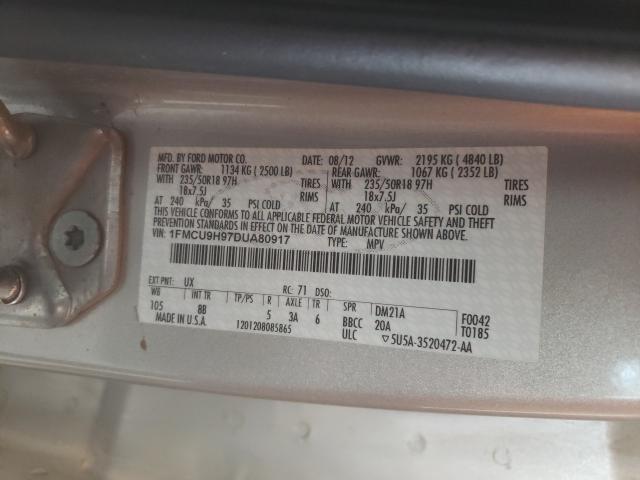 MFD. BY FORD MOTOR CO. DATE: 08/12 GVWR: 2195 KG ( 4840 LB)
FRONT GAWR: 1134 KG ( 2500 LB) REAR GAWR: 1067 KG ( 2352 LB)
WITH 235/50R18 97H TIRES WITH 235/50R18 97H TIRES
18x7.5J RIMS 18x7.5J RIMS
AT 240 kPa/ 35 PSI COLD AT 240 kPa/ 35 PSI COLD
THIS VEHICLE CONFORMS TO ALL APPLICABLE FEDERAL MOTOR VEHICLE SAFETY AND THEFT
PREVENTION STANDARDS IN EFFECT ON THE DATE OF MANUFACTURE SHOWN ABOVE.
VIN: 1FMCU9H97DUA80917 TYPE: MPV
EXT PNT: UX RC: 71 DSO:
WB INT TR TP/PS R AXLE TR SPR DM21A F0042
105 8B 5 3A 6 BBCC 20A T0185
MADE IN U.S.A. 1201208085865 ULC ▽5U5A-3520472-AA